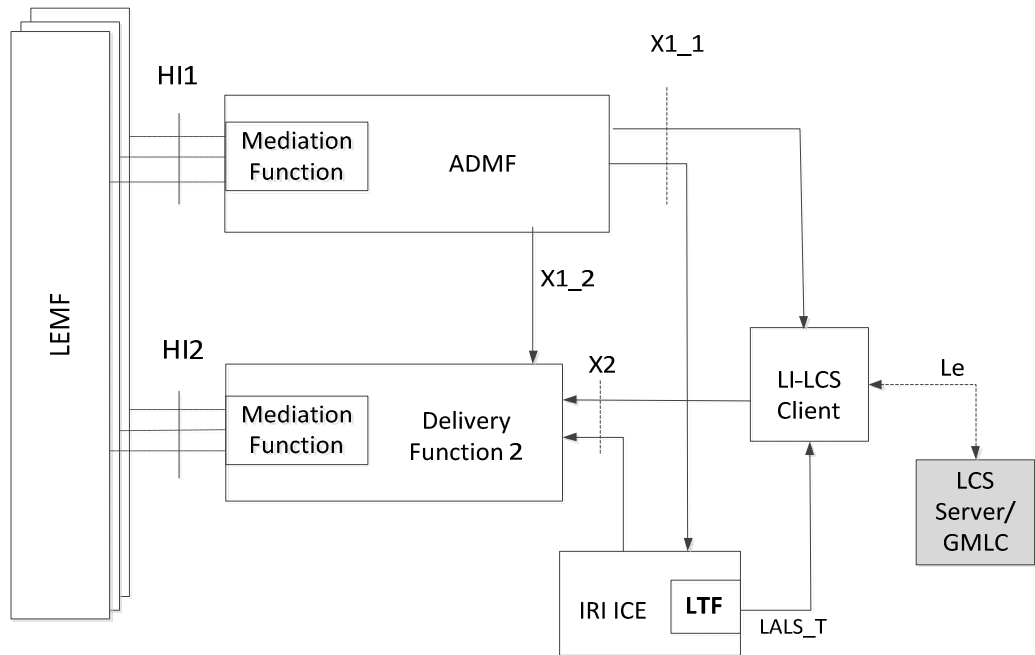 X1_1
HI1
Mediation
Function
ADMF
X1_2
LEMF
HI2
X2
Mediation
Function
Delivery
Function 2
LI-LCS
Client
Le
LCS
Server/
GMLC
IRI ICE
LTF
LALS_T